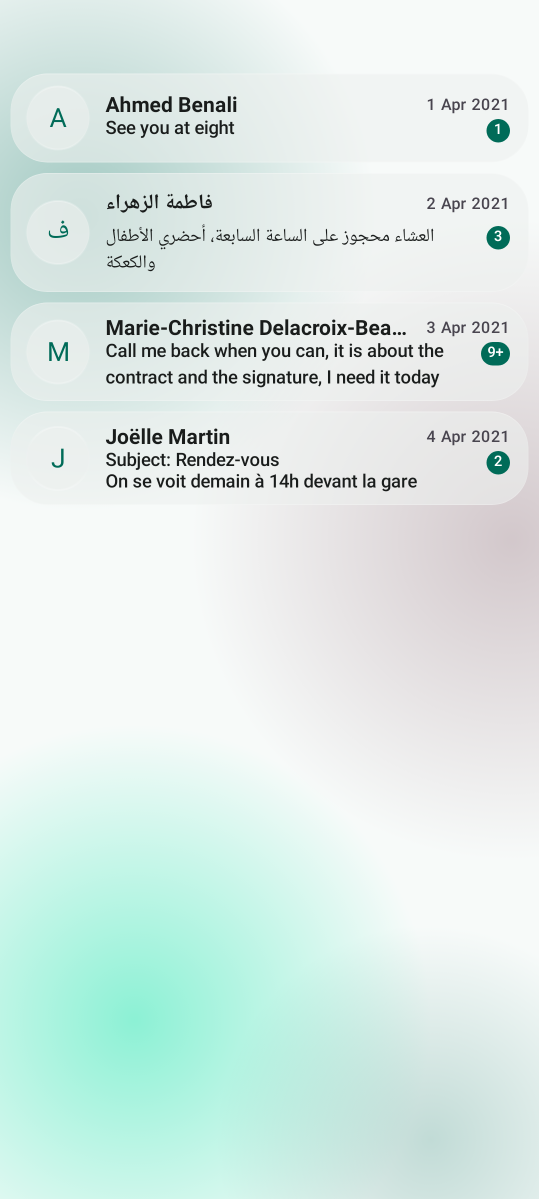 A
Ahmed Benali
1 Apr 2021
See you at eight
1
ف
فاطمة الزهراء
2 Apr 2021
العشاء محجوز على الساعة السابعة، أحضري الأطفال
والكعكة
3
M
Marie-Christine Delacroix-Bea...
3 Apr 2021
Call me back when you can, it is about the
contract and the signature, I need it today
9+
J
Joëlle Martin
4 Apr 2021
Subject: Rendez-vous
On se voit demain à 14h devant la gare
2